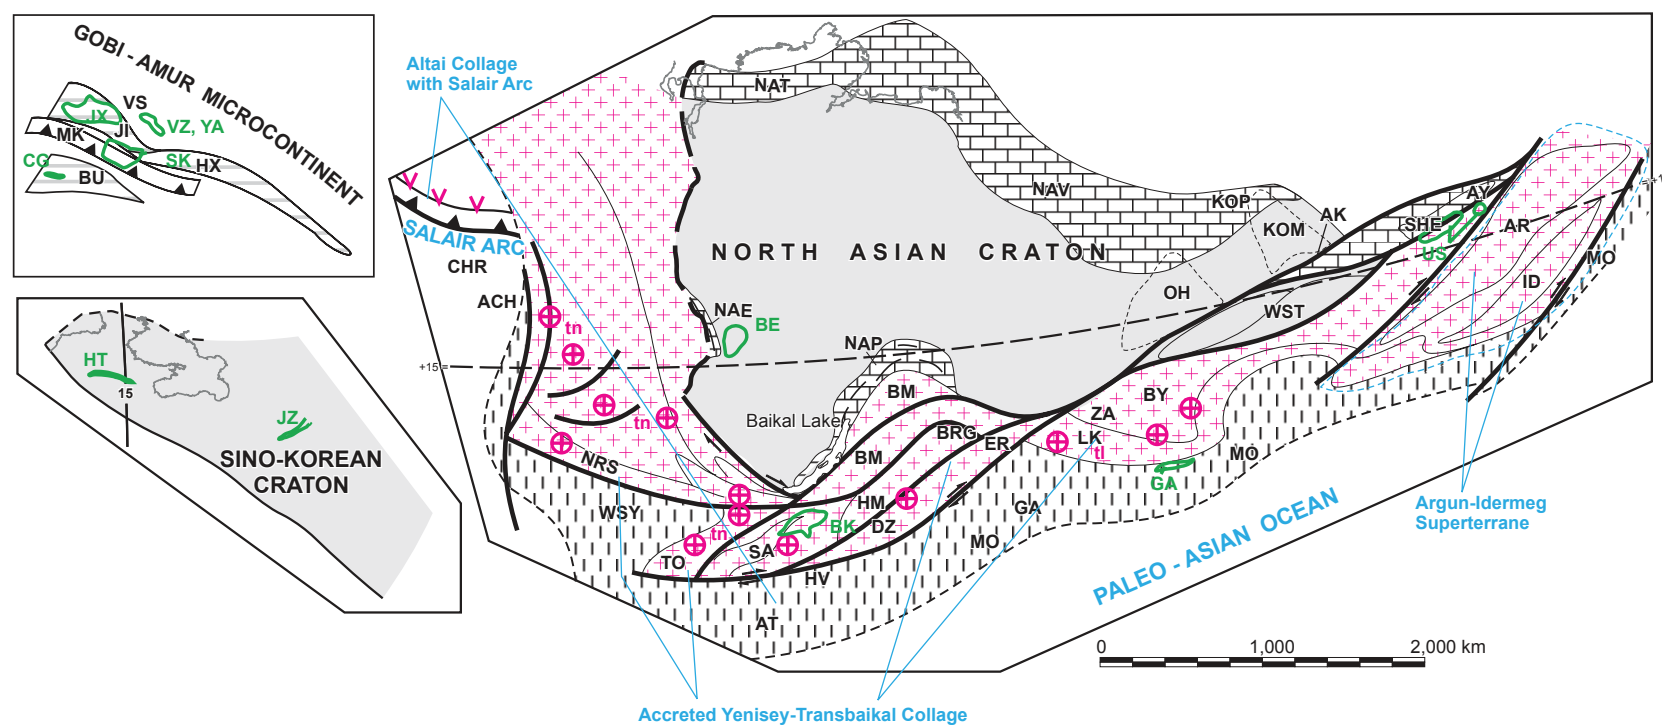 GOBI - AMUR MICROCONTINENT
VS
IX
JI
VZ, YA
MK
CG
SK
HX
BU
HT
15
JZ
SINO-KOREAN
CRATON
Altai Collage
with Salair Arc
SALAIR ARC
CHR
ACH
tn
+15
NAT
NAV
NORTH ASIAN CRATON
KOP
KOM
AK
OH
WST
SHE
AY
US
AR
ID
MO
NAE
BE
NAP
Baikal Lake
BM
BM
BRG
ER
HM
DZ
BK
SA
TO
HV
AT
tn
tn
NRS
WSY
BY
ZA
LK
tl
GA
MO
GA
MO
PALEO - ASIAN OCEAN
Argun-Idermeg
Superterrane
0 1,000 2,000 km
Accreted Yenisey-Transbaikal Collage